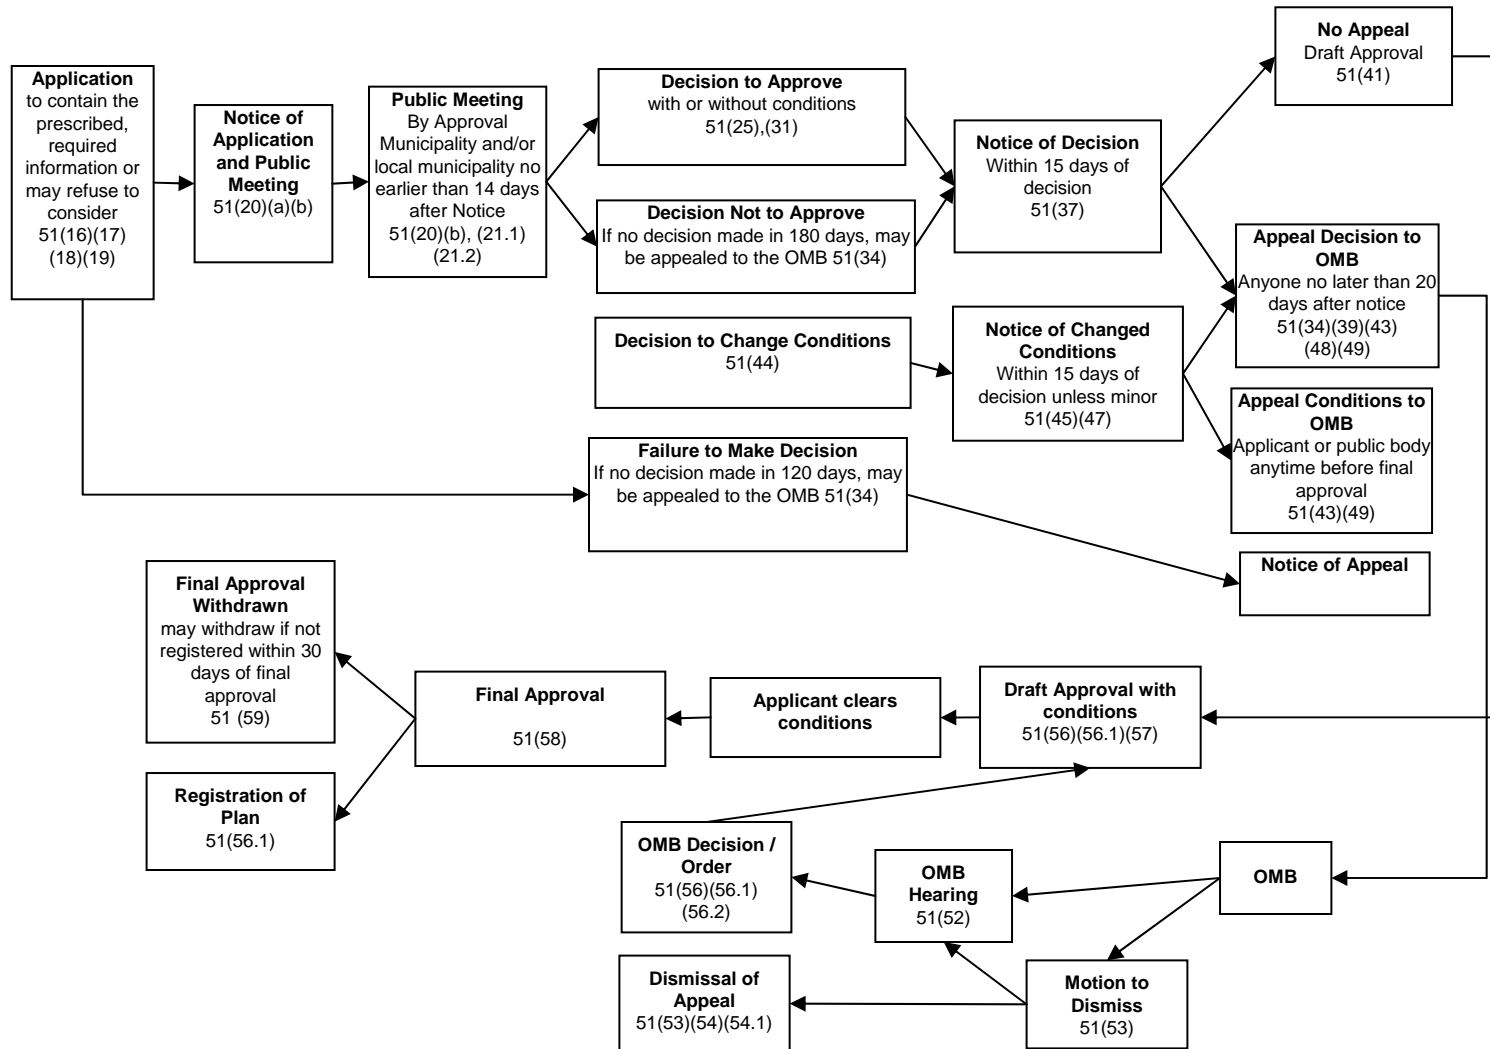 Application
to contain the
prescribed,
required
information or
may refuse to
consider
51(16)(17)
(18)(19)
Notice of
Application
and Public
Meeting
51(20)(a)(b)
Public Meeting
By Approval
Municipality and/or
local municipality no
earlier than 14 days
after Notice
51(20)(b), (21.1)
(21.2)
Decision to Approve
with or without conditions
51(25),(31)
Decision Not to Approve
If no decision made in 180 days, may
be appealed to the OMB 51(34)
Notice of Decision
Within 15 days of
decision
51(37)
No Appeal
Draft Approval
51(41)
Appeal Decision to
OMB
Anyone no later than 20
days after notice
51(34)(39)(43)
(48)(49)
Decision to Change Conditions
51(44)
Notice of Changed
Conditions
Within 15 days of
decision unless minor
51(45)(47)
Appeal Conditions to
OMB
Applicant or public body
anytime before final
approval
51(43)(49)
Failure to Make Decision
If no decision made in 120 days, may
be appealed to the OMB 51(34)
Notice of Appeal
Final Approval
Withdrawn
may withdraw if not
registered within 30
days of final
approval
51 (59)
Final Approval
51(58)
Applicant clears
conditions
Draft Approval with
conditions
51(56)(56.1)(57)
Registration of
Plan
51(56.1)
OMB Decision /
Order
51(56)(56.1)
(56.2)
OMB
Hearing
51(52)
OMB
Dismissal of
Appeal
51(53)(54)(54.1)
Motion to
Dismiss
51(53)